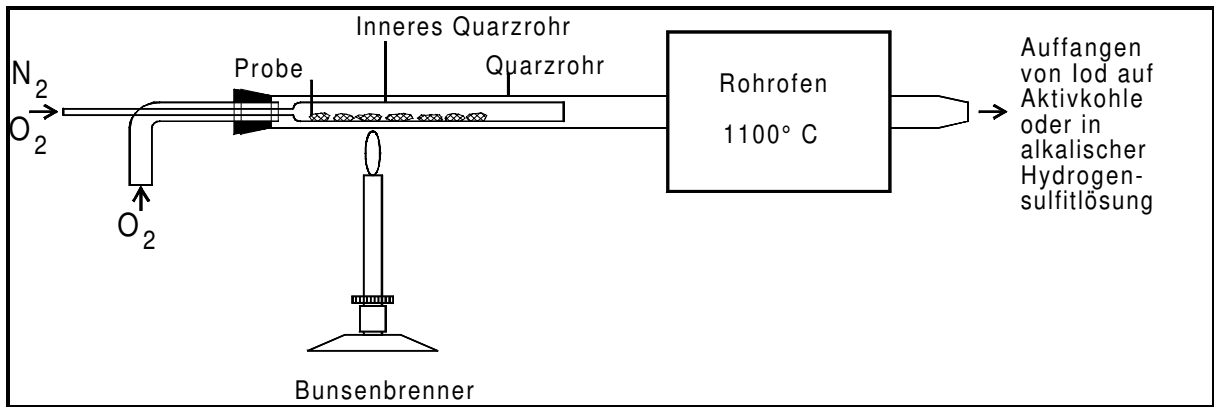 Inneres Quarzrohr
Probe
Quarzrohr
N2
O2
O2
Rohrofen
1100° C
Auffangen
von Iod auf
Aktivkohle
oder in
alkalischer
Hydrogen-
sulfitlösung
Bunsenbrenner